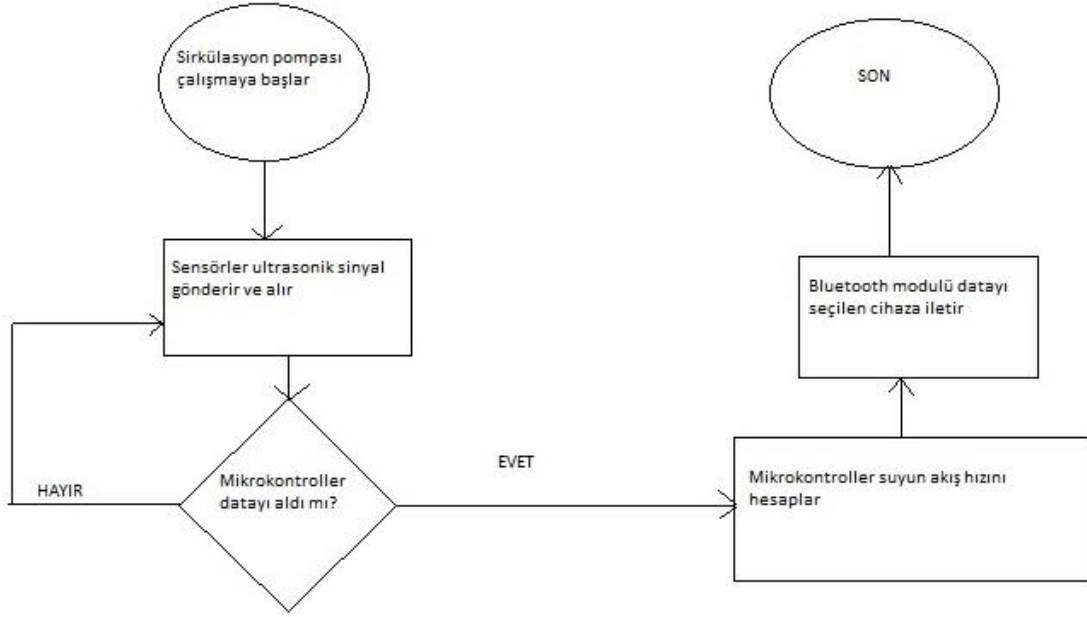 Sirkülasyon pompası
çalışmaya başlar
Sensörler ultrasonik sinyal
gönderir ve alır
Mikrokontroller
datayı aldı mı?
HAYIR
EVET
Mikrokontroller suyun akış hızını
hesaplar
Bluetooth modulü datayı
seçilen cihaza iletir
SON